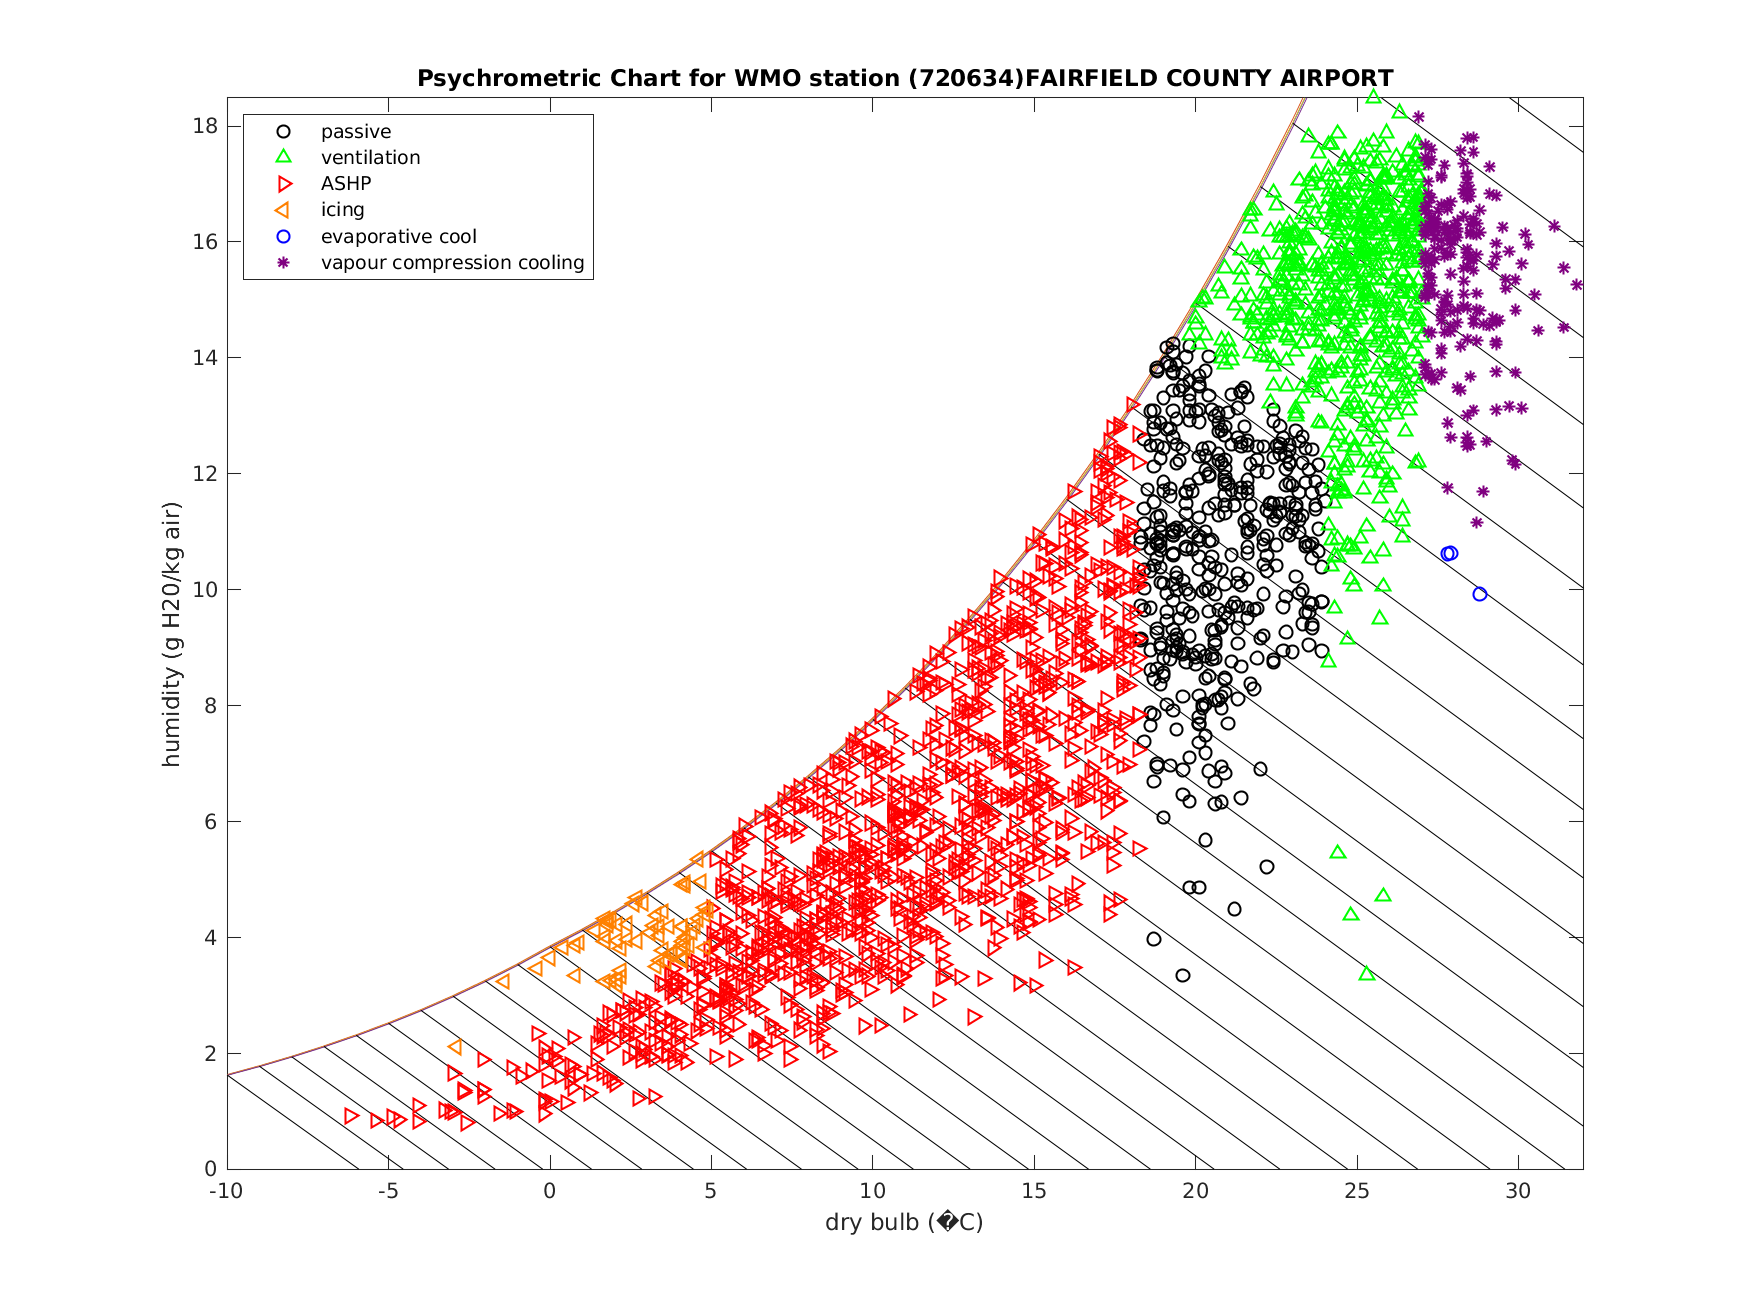 Psychrometric Chart for WMO station (720634)FAIRFIELD COUNTY AIRPORT
passive
ventilation
ASHP
icing
evaporative cool
vapour compression cooling
18
16
14
12
10
8
6
4
2
0
humidity (g H20/kg air)
-10 -5 0 5 10 15 20 25 30
dry bulb (�C)